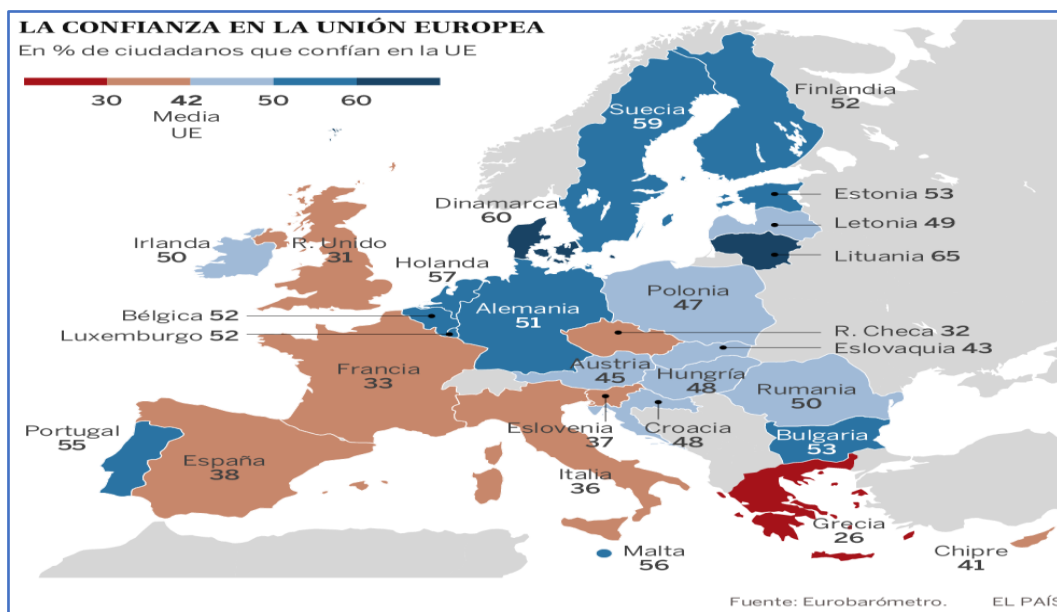 LA CONFIANZA EN LA UNIÓN EUROPEA
En % de ciudadanos que confían en la UE
30 42 50 60
Media
UE
Finlandia
52
Suecia
59
Estonia 53
Dinamarca
60
Letonia 49
Irlanda
50
R. Unido
31
Lituania 65
Holanda
57
Polonia
47
Alemania
51
Bélgica 52
R. Checa 32
Luxemburgo 52
Eslovaquia 43
Francia
33
Austria
45
Hungría
48
Rumania
50
Eslovenia
37
Croacia
48
Portugal
55
Bulgaria
53
España
38
Italia
36
Grecia
26
Malta
56
Chipre
41
Fuente: Eurobarómetro. EL PAÍS